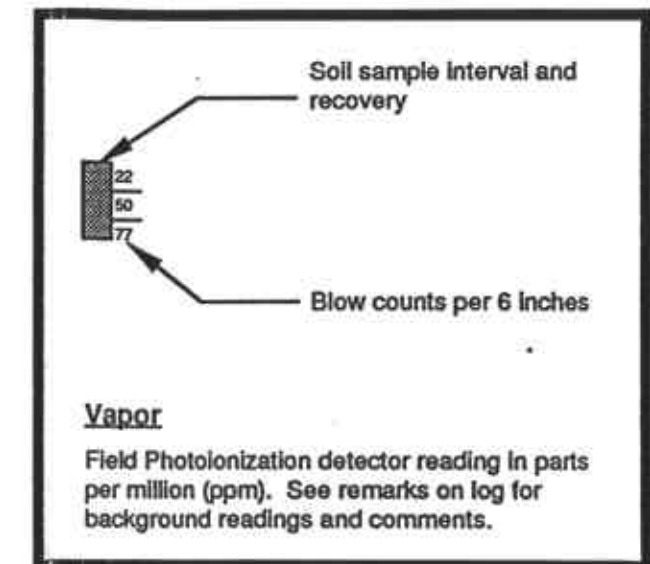 Soil sample interval and
recovery
22
50
77
Blow counts per 6 inches
Vapor
Field Photoionization detector reading in parts
per million (ppm). See remarks on log for
background readings and comments.